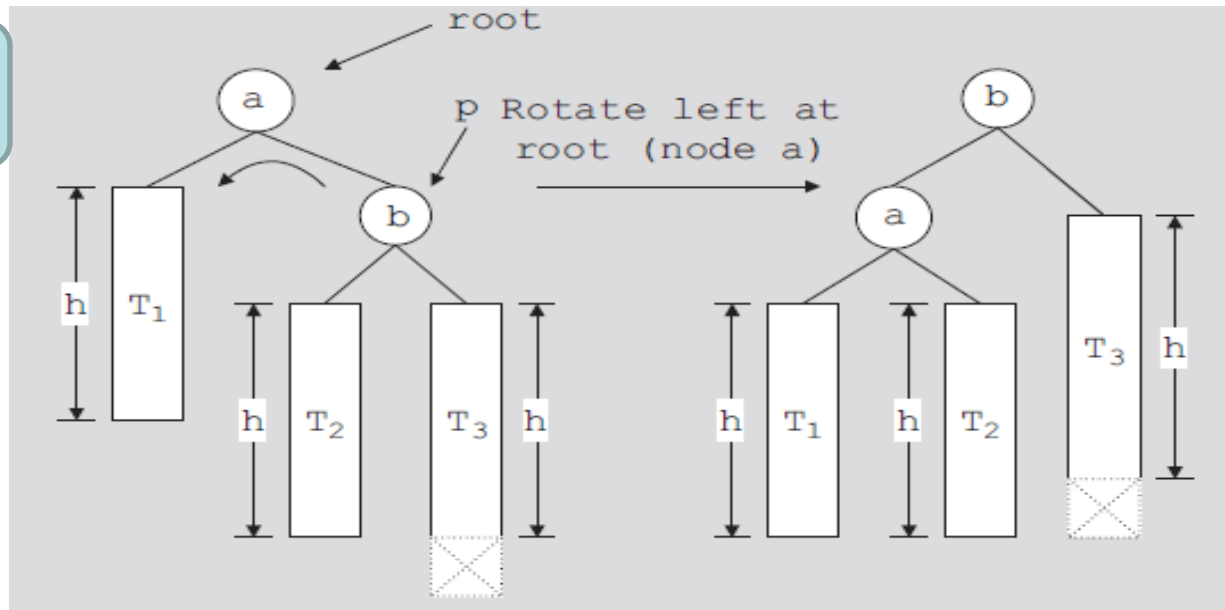 root
a
b
p Rotate left at
root (node a)
b
a
h
T₁
h
T₂
T₃
h
h
T₁
h
T₂
T₃
h